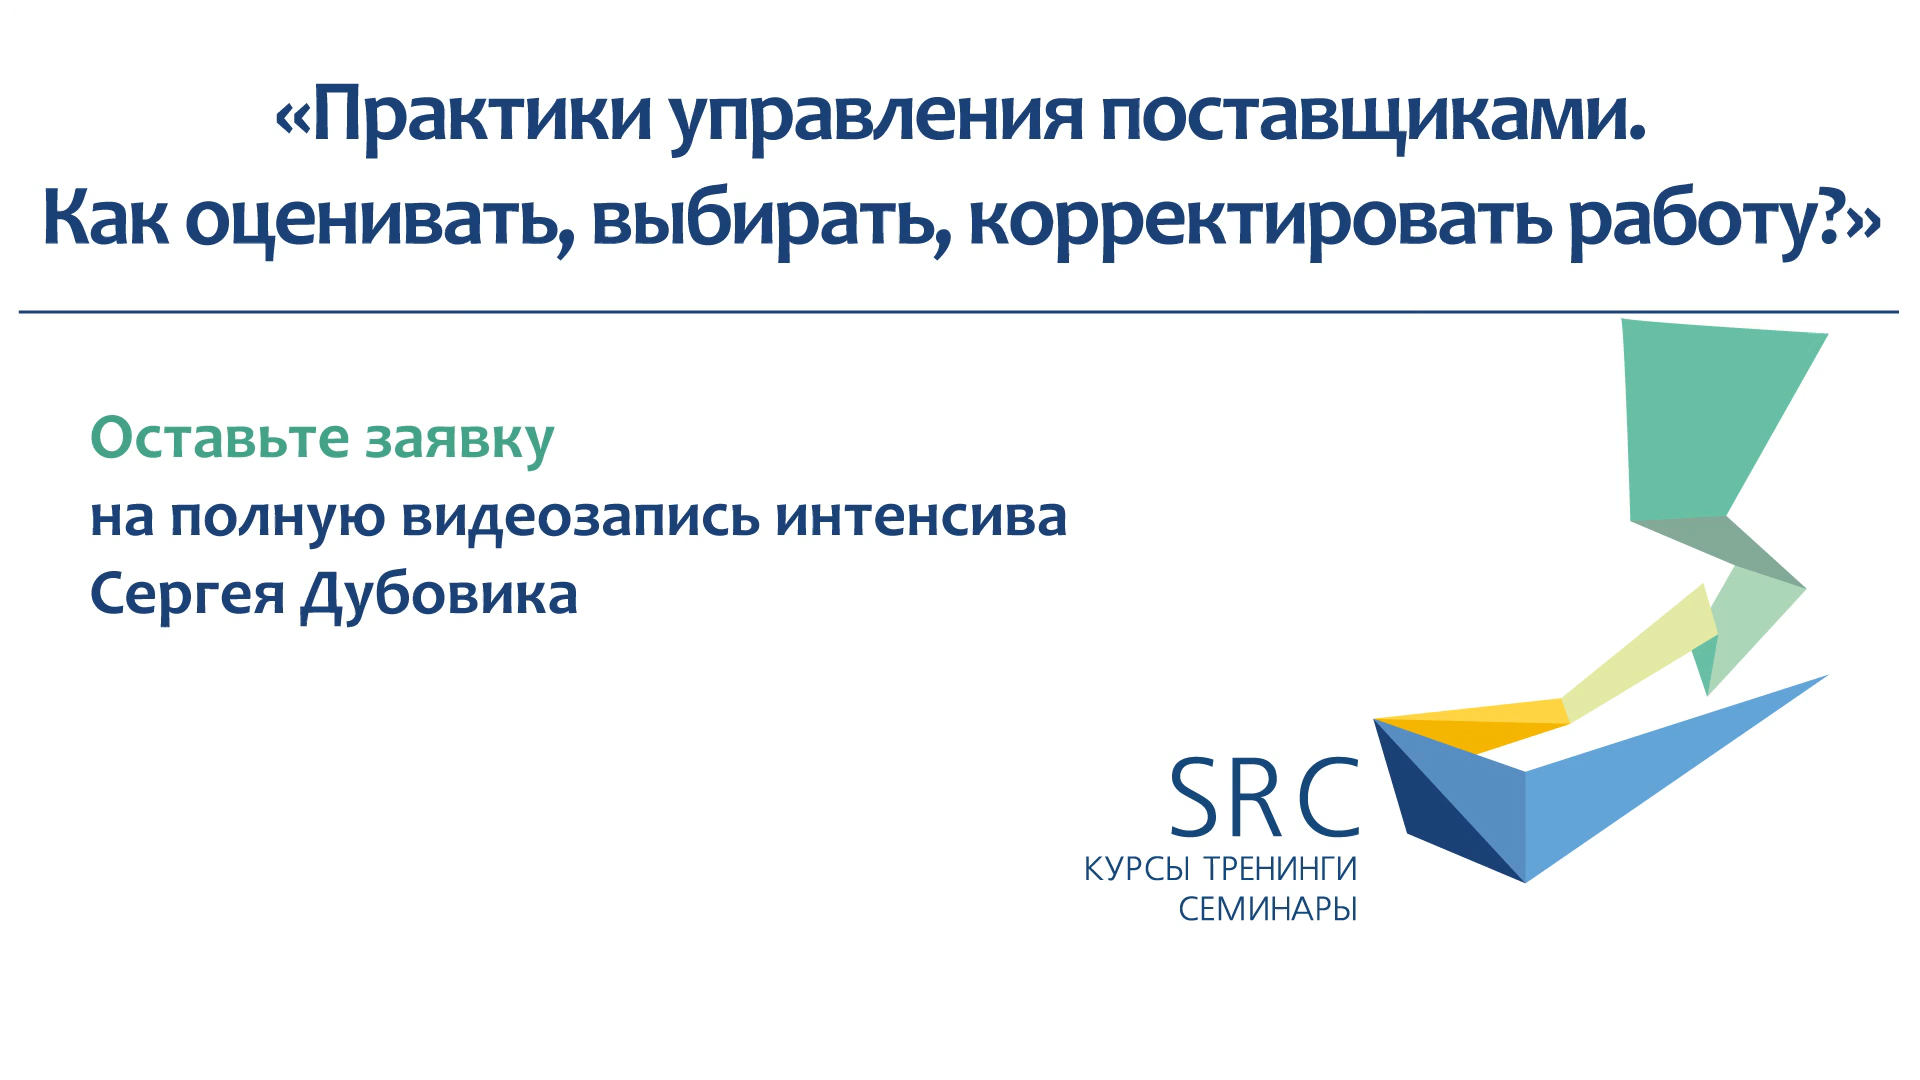 «Практики управления поставщиками.
Как оценивать, выбирать, корректировать работу?»
Оставьте заявку
на полную видеозапись интенсива
Сергея Дубовика
SRC
КУРСЫ ТРЕНИНГИ
СЕМИНАРЫ